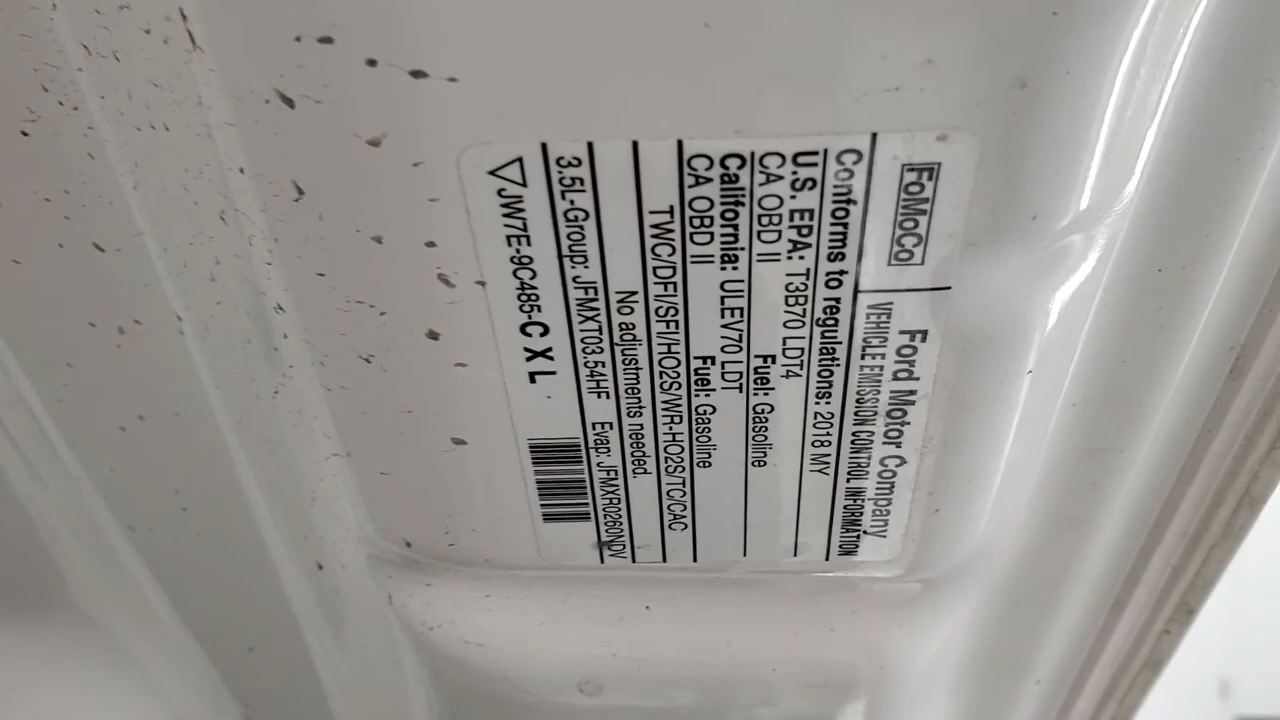 FoMoCo
Ford Motor Company
VEHICLE EMISSION CONTROL INFORMATION
Conforms to regulations: 2018 MY
U.S. EPA: T3B70 LDT4
CA OBD II Fuel: Gasoline
California: ULEV70 LDT
CA OBD II Fuel: Gasoline
TWC/DFI/SFI/HO2S/WR-HO2S/TC/CAC
No adjustments needed.
3.5L-Group: JFMXT03.54HF Evap: JFMXR0260NDV
JW7E-9C485-C X L